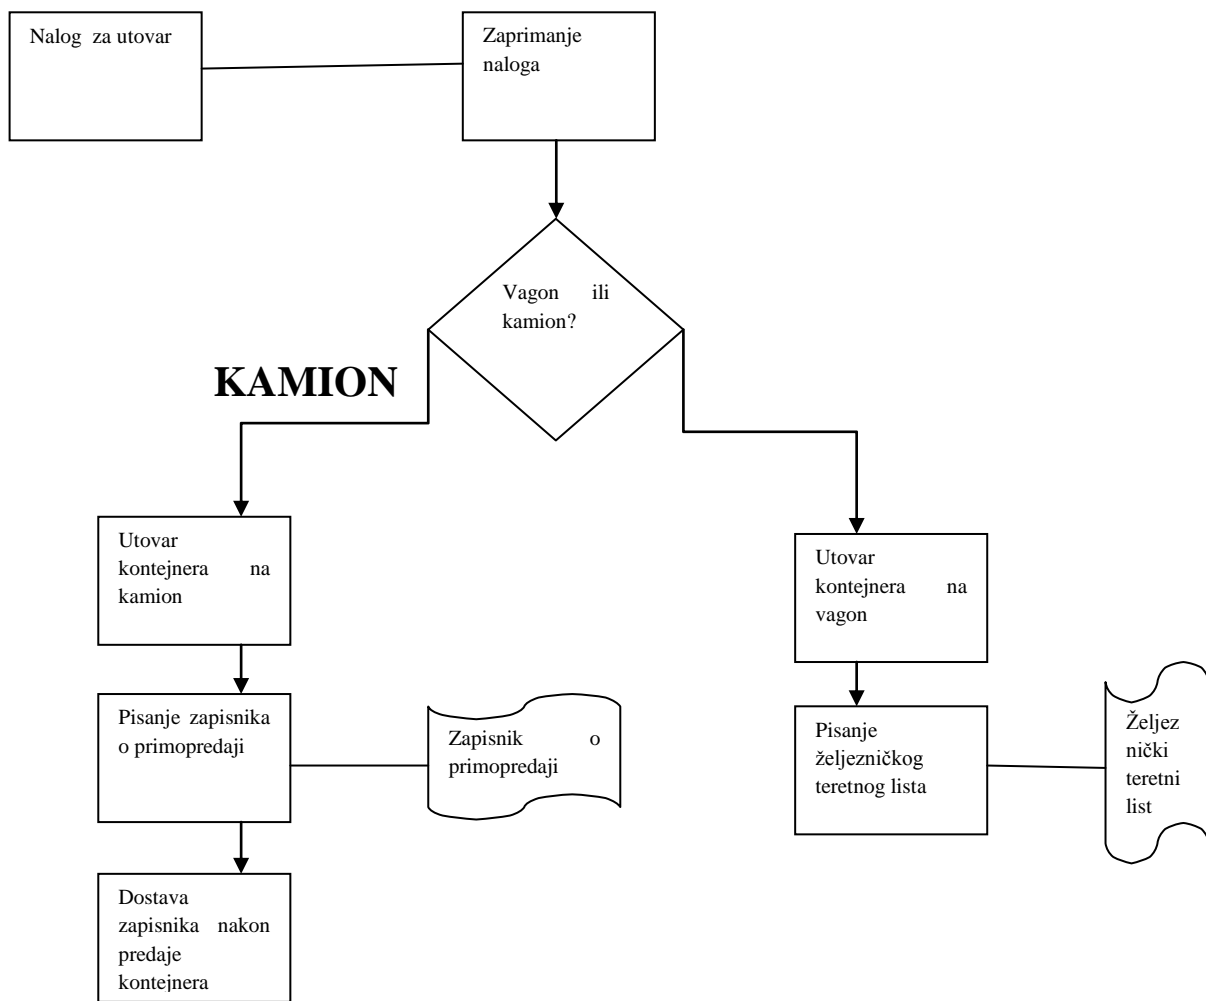 Nalog za utovar
Zaprimanje
naloga
Vagon ili
kamion?
KAMION
Utovar
kontejnera na
kamion
Utovar
kontejnera na
vagon
Pisanje zapisnika
o primopredaji
Zapisnik o
primopredaji
Pisanje
željezničkog
teretnog lista
Željez
nički
teretni
list
Dostava
zapisnika nakon
predaje
kontejnera